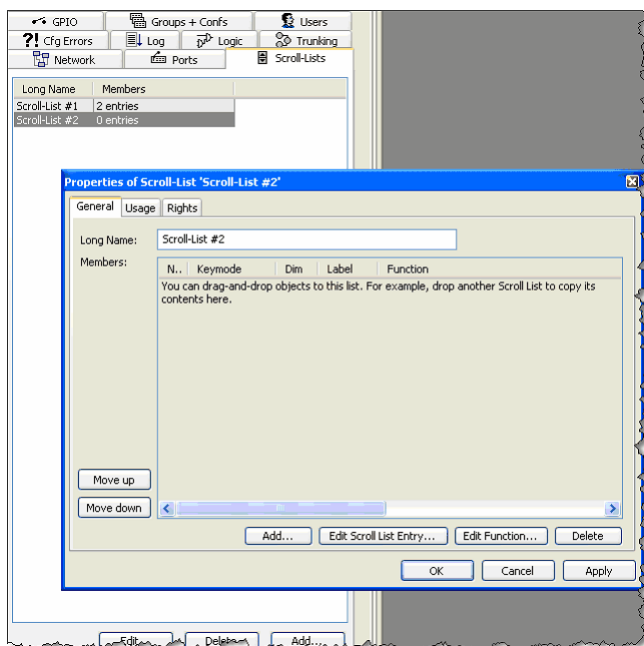 GPIO Groups + Confs Users
?! Cfg Errors Log Logic Trunking
Network Ports Scroll-Lists
Long Name Members
Scroll-List #1 2 entries
Scroll-List #2 0 entries
Properties of Scroll-List 'Scroll-List #2'
General Usage Rights
Long Name: Scroll-List #2
Members:
N.. Keymode Dim Label Function
You can drag-and-drop objects to this list. For example, drop another Scroll List to copy its
contents here.
Move up
Move down
Add... Edit Scroll List Entry... Edit Function... Delete
OK Cancel Apply
Edit... Delete Add...